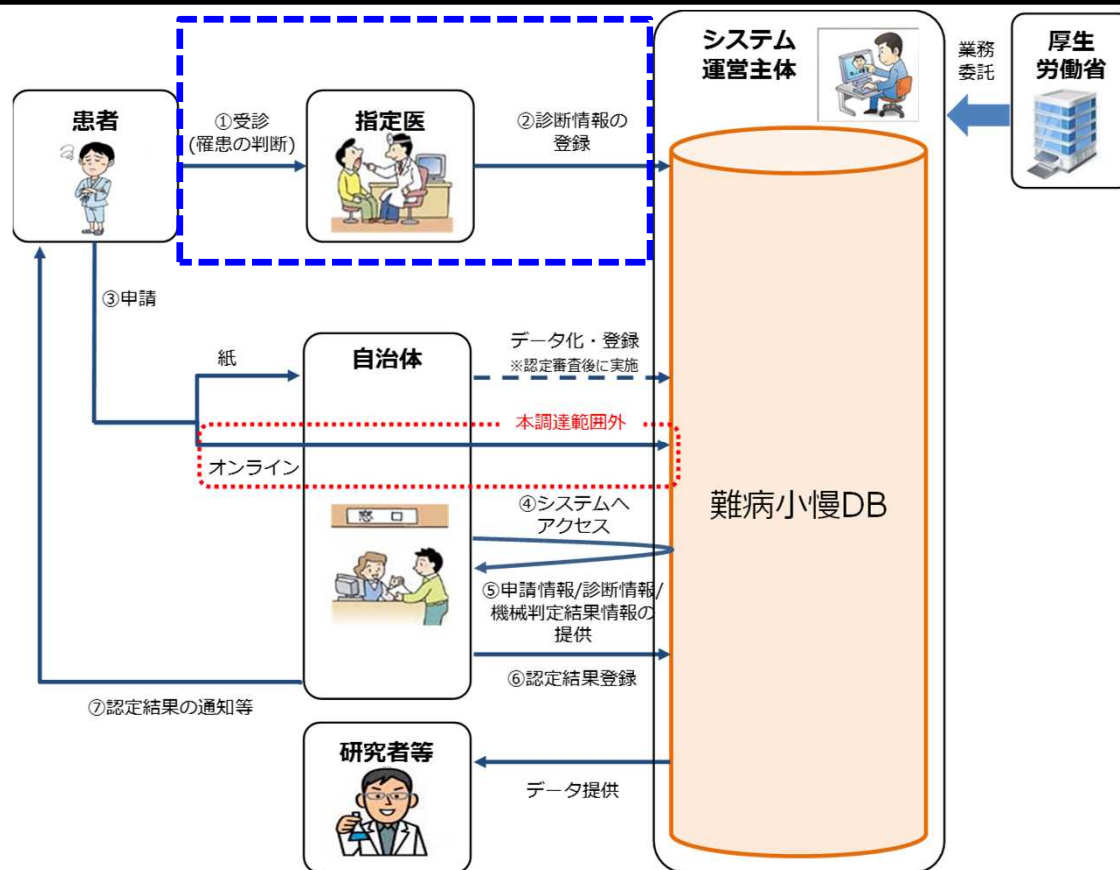 システム
運営主体
業務
委託
厚生
労働省
患者
①受診
(罹患の判断)
指定医
②診断情報の
登録
③申請
紙
自治体
データ化・登録
※認定審査後に実施
本調達範囲外
オンライン
窓口
④システムへ
アクセス
難病小慢DB
⑤申請情報/診断情報/
機械判定結果情報の
提供
⑥認定結果登録
⑦認定結果の通知等
研究者等
データ提供